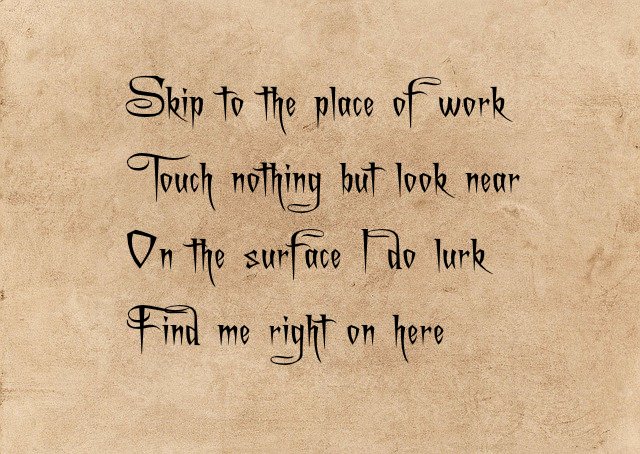 Skip to the place of work
Touch nothing but look near
On the surface I do lurk
Find me right on here